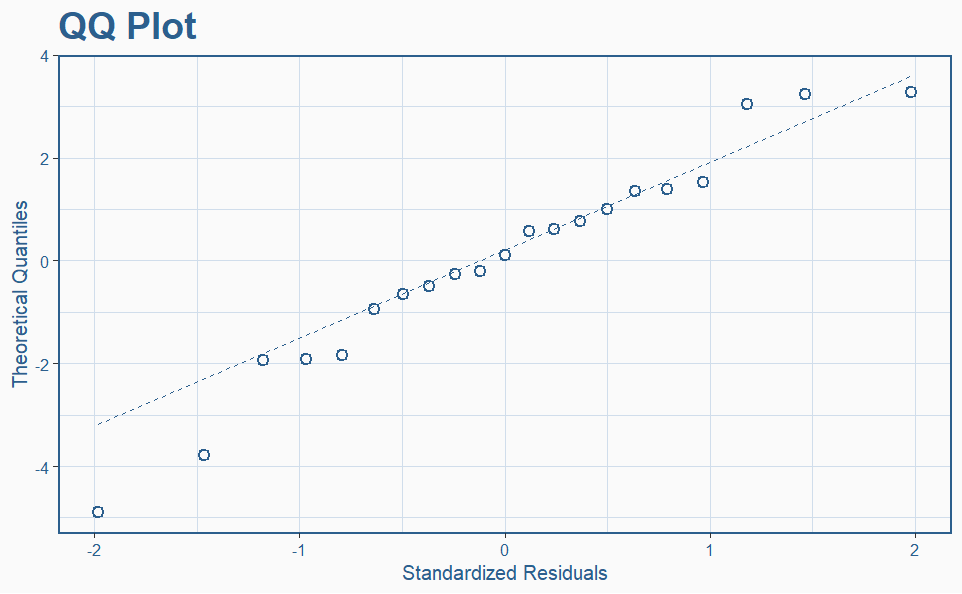 QQ Plot
4
2
0
-2
-4
Theoretical Quantiles
-2 -1 0 1 2
Standardized Residuals